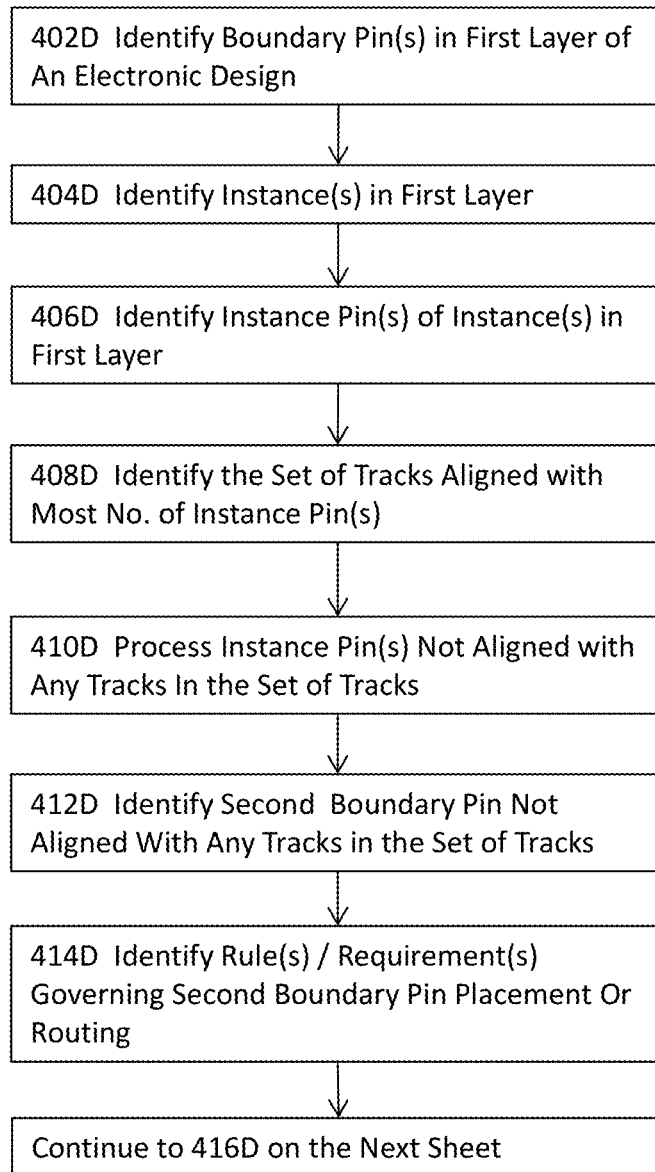 402D Identify Boundary Pin(s) in First Layer of
An Electronic Design
404D Identify Instance(s) in First Layer
406D Identify Instance Pin(s) of Instance(s) in
First Layer
408D Identify the Set of Tracks Aligned with
Most No. of Instance Pin(s)
410D Process Instance Pin(s) Not Aligned with
Any Tracks In the Set of Tracks
412D Identify Second Boundary Pin Not
Aligned With Any Tracks in the Set of Tracks
414D Identify Rule(s) / Requirement(s)
Governing Second Boundary Pin Placement Or
Routing
Continue to 416D on the Next Sheet